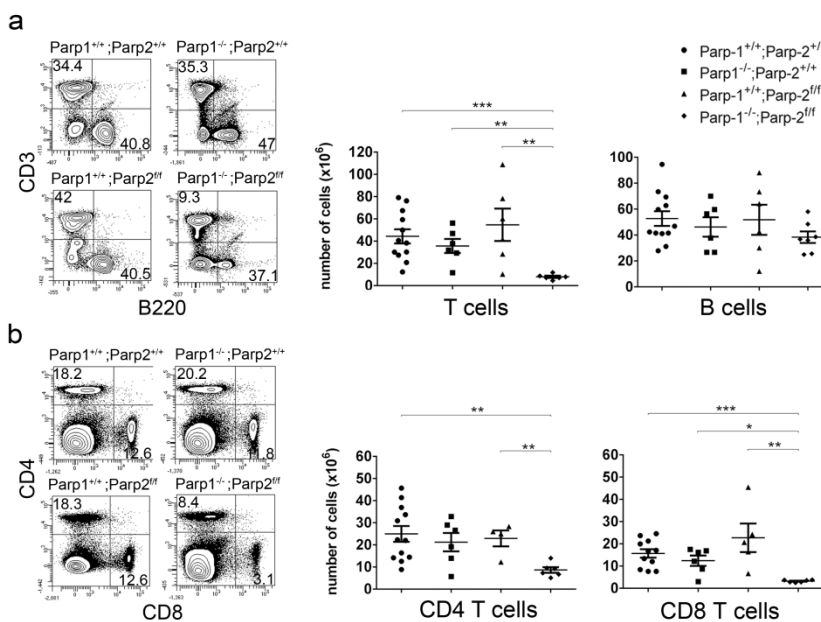 a
Parp1+/+;Parp2+/+
Parp1-/-;Parp2+/+
34.4
35.3
40.8
47
Parp1+/+;Parp2f/f
Parp1-/-;Parp2f/f
42
9.3
40.5
37.1
CD3
B220
Parp-1+/+;Parp-2+/+
Parp1-/-;Parp-2+/+
Parp-1+/+;Parp-2f/f
Parp-1-/-;Parp-2f/f
***
**
**
number of cells (x10^6)
120
100
80
60
40
20
0
T cells
100
80
60
40
20
0
B cells
b
Parp1+/+;Parp2+/+
Parp1-/-;Parp2+/+
18.2
20.2
12.6
Parp1+/+;Parp2f/f
Parp1-/-;Parp2f/f
18.3
8.4
12.6
3.1
CD4
CD8
**
**
number of cells (x10^6)
60
50
40
30
20
10
0
CD4 T cells
***
*
**
60
50
40
30
20
10
0
CD8 T cells